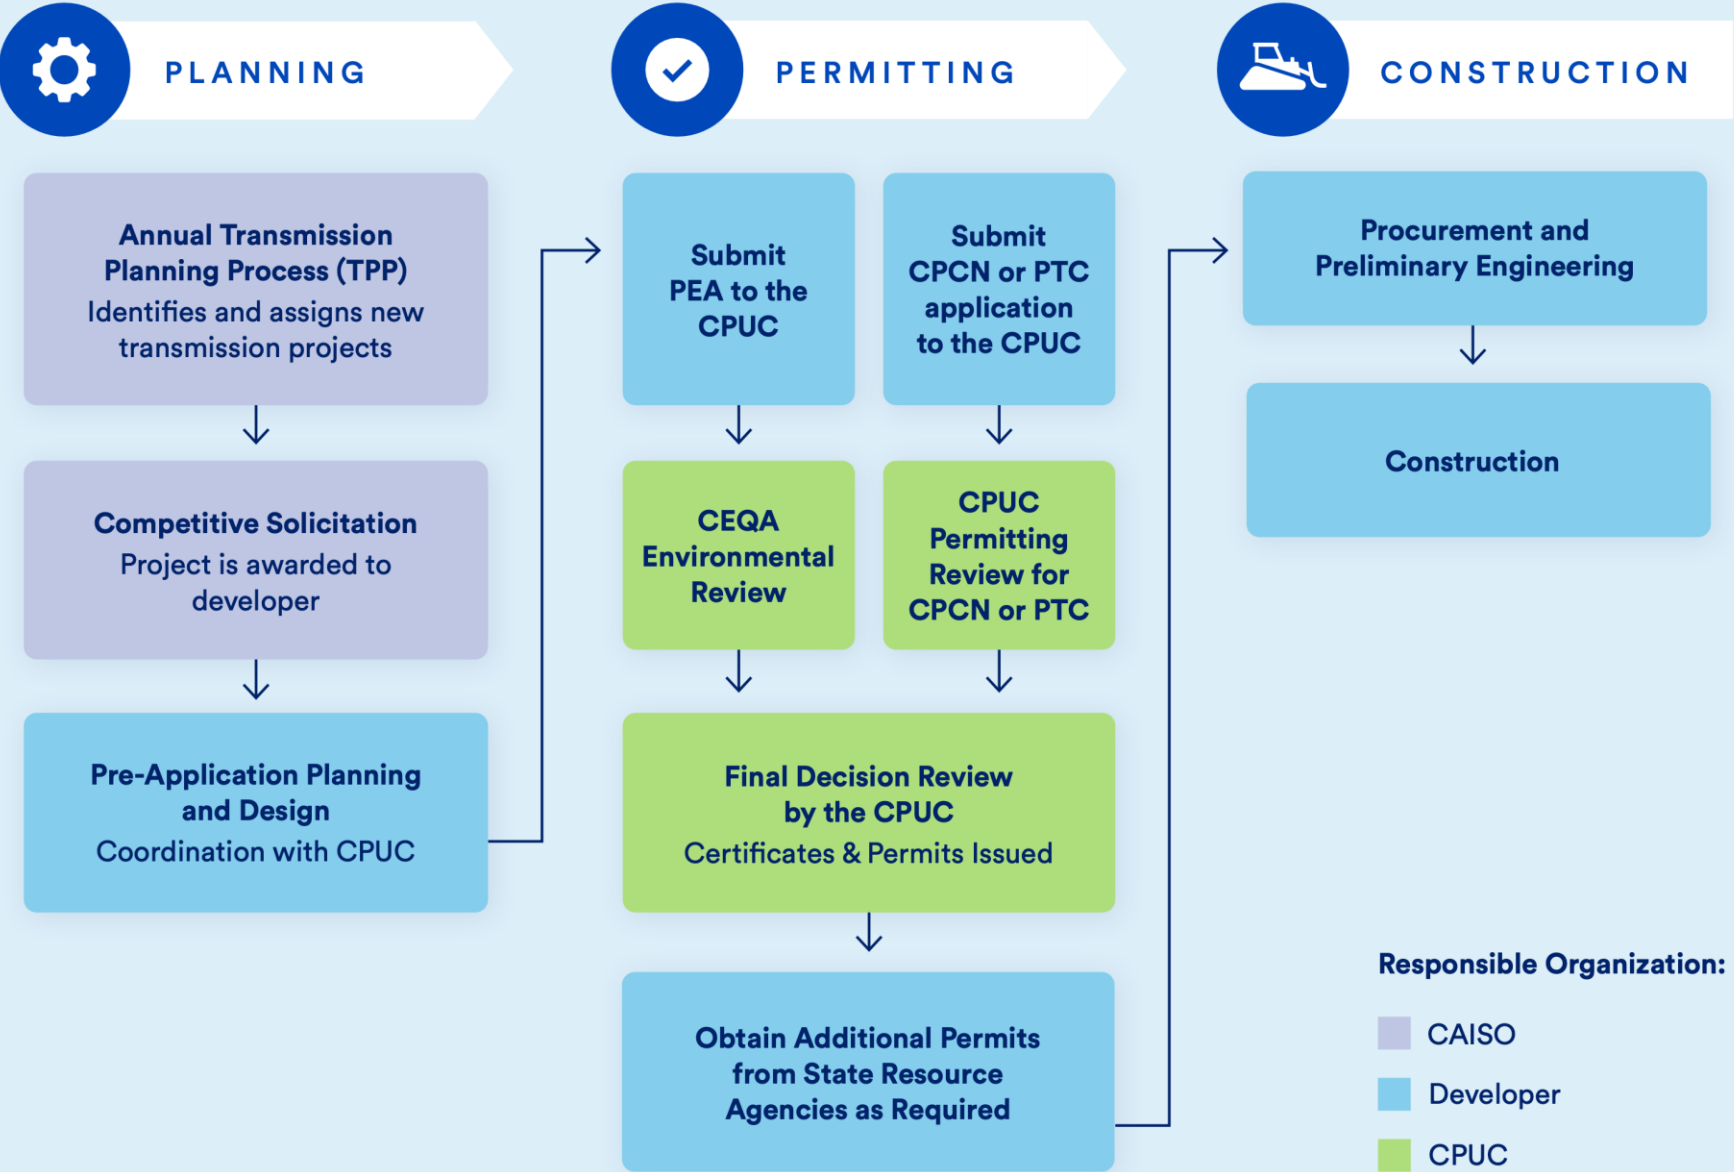 PLANNING
Annual Transmission
Planning Process (TPP)
Identifies and assigns new
transmission projects
Competitive Solicitation
Project is awarded to
developer
Pre-Application Planning
and Design
Coordination with CPUC
PERMITTING
Submit
PEA to the
CPUC
Submit
CPCN or PTC
application
to the CPUC
CEQA
Environmental
Review
CPUC
Permitting
Review for
CPCN or PTC
Final Decision Review
by the CPUC
Certificates & Permits Issued
Obtain Additional Permits
from State Resource
Agencies as Required
CONSTRUCTION
Procurement and
Preliminary Engineering
Construction
Responsible Organization:
CAISO
Developer
CPUC